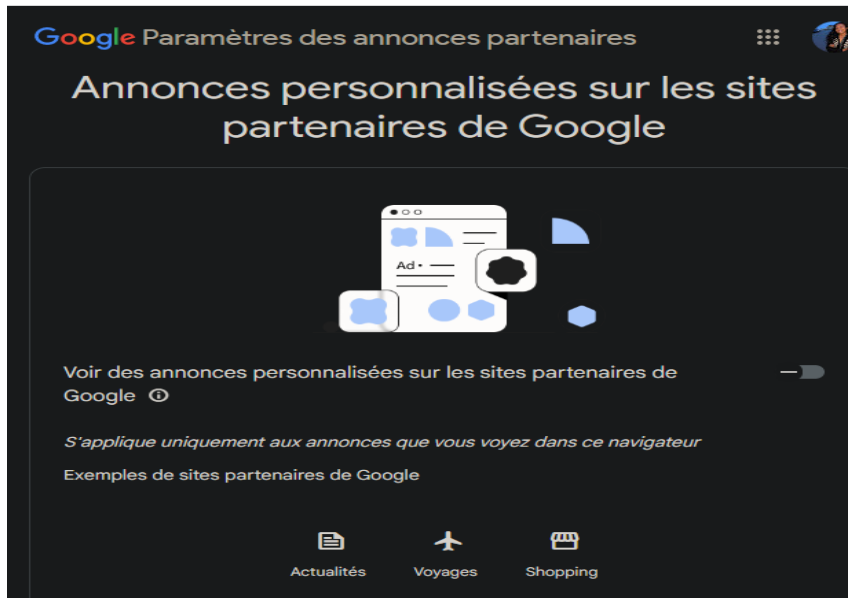 Google Paramètres des annonces partenaires
Annonces personnalisées sur les sites
partenaires de Google
Ad
Voir des annonces personnalisées sur les sites partenaires de
Google
S'applique uniquement aux annonces que vous voyez dans ce navigateur
Exemples de sites partenaires de Google
Actualités Voyages Shopping